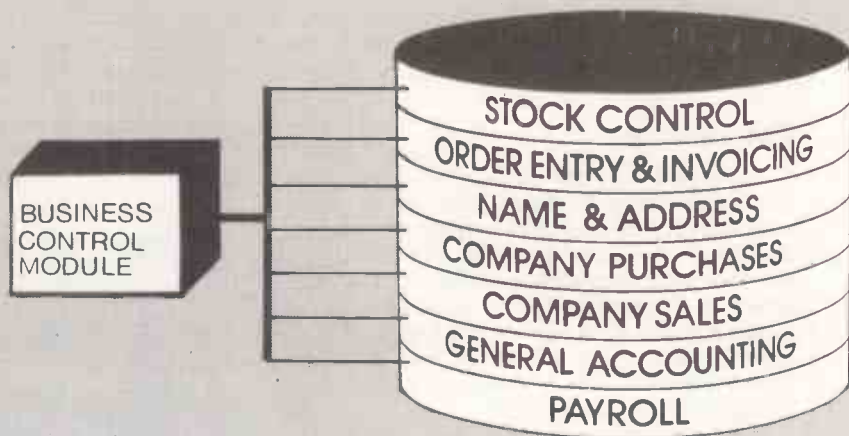 BUSINESS
CONTROL
MODULE
STOCK CONTROL
ORDER ENTRY & INVOICING
NAME & ADDRESS
COMPANY PURCHASES
COMPANY SALES
GENERAL ACCOUNTING
PAYROLL